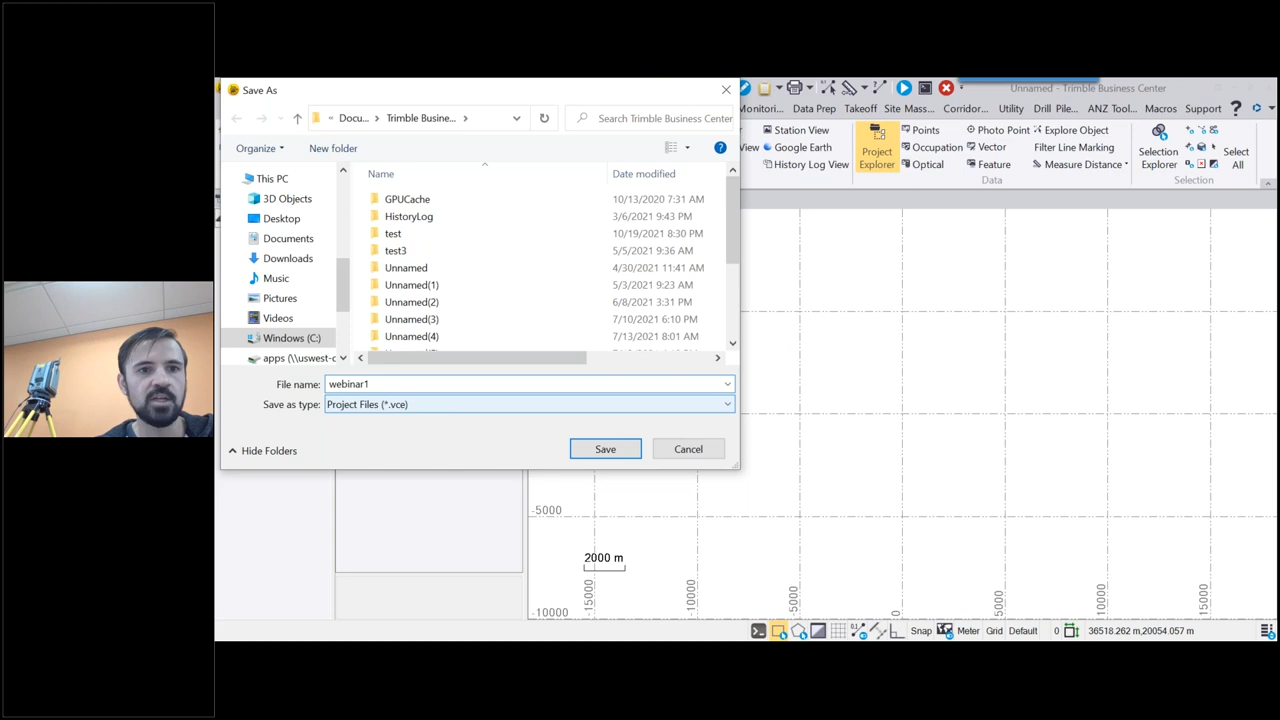 Save As
Docu...
Trimble Busine...
Search Trimble Business Center
Organize
New folder
This PC
3D Objects
Desktop
Documents
Downloads
Music
Pictures
Videos
Windows (C:)
apps (\\uswest-c
Name
Date modified
GPUCache
10/13/2020 7:31 AM
HistoryLog
3/6/2021 9:43 PM
test
10/19/2021 8:30 PM
test3
5/5/2021 9:36 AM
Unnamed
4/30/2021 11:41 AM
Unnamed(1)
5/3/2021 9:23 AM
Unnamed(2)
6/8/2021 3:31 PM
Unnamed(3)
7/10/2021 6:10 PM
Unnamed(4)
7/13/2021 8:01 AM
File name: webinar1
Save as type: Project Files (*.vce)
Hide Folders
Save
Cancel
Unnamed - Trimble Business Center
Monitori...
Data Prep
Takeoff
Site Mass...
Corridor...
Utility
Drill Pile...
ANZ Tool...
Macros
Support
Station View
Google Earth
History Log View
Project
Explorer
Points
Occupation
Optical
Photo Point
Vector
Feature
Explore Object
Filter Line Marking
Measure Distance
Data
Selection
Explorer
Select
All
Selection
-5000
-10000
2000 m
-15000
-10000
-5000
0
5000
10000
15000
Snap
Meter
Grid
Default
0
36518.262 m,20054.057 m